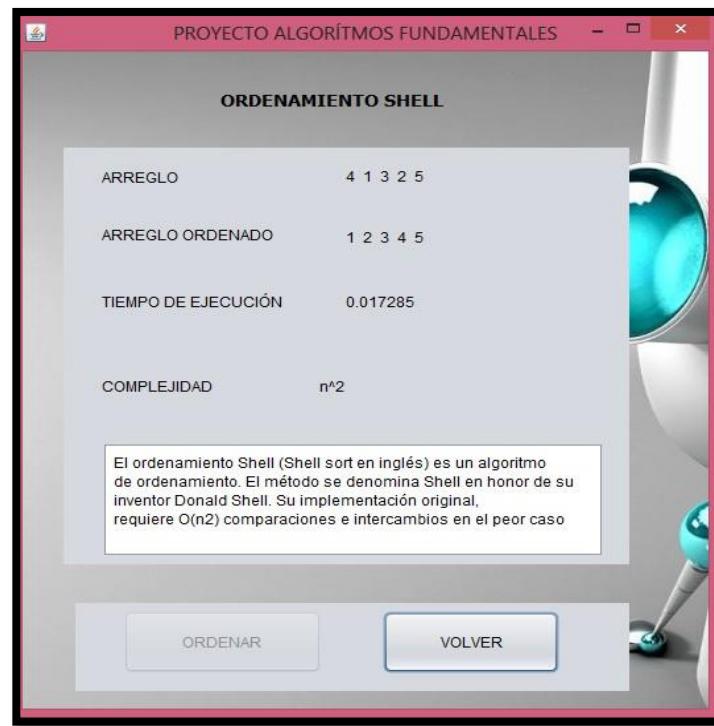 PROYECTO ALGORÍTMOS FUNDAMENTALES
ORDENAMIENTO SHELL
ARREGLO 4 1 3 2 5
ARREGLO ORDENADO 1 2 3 4 5
TIEMPO DE EJECUCIÓN 0.017285
COMPLEJIDAD n^2
El ordenamiento Shell (Shell sort en inglés) es un algoritmo
de ordenamiento. El método se denomina Shell en honor de su
inventor Donald Shell. Su implementación original,
requiere O(n2) comparaciones e intercambios en el peor caso
ORDENAR VOLVER